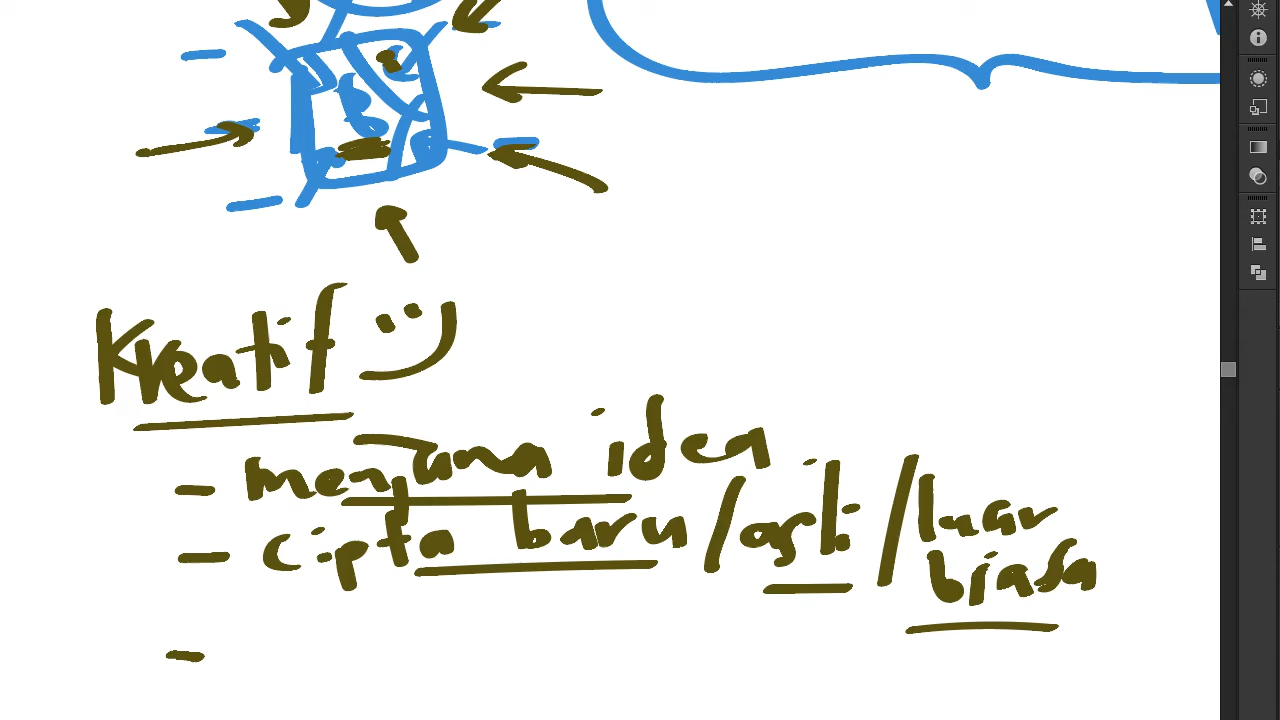 Kreatif
- menjana idea
- cipta baru / asli / luar
biasa
-